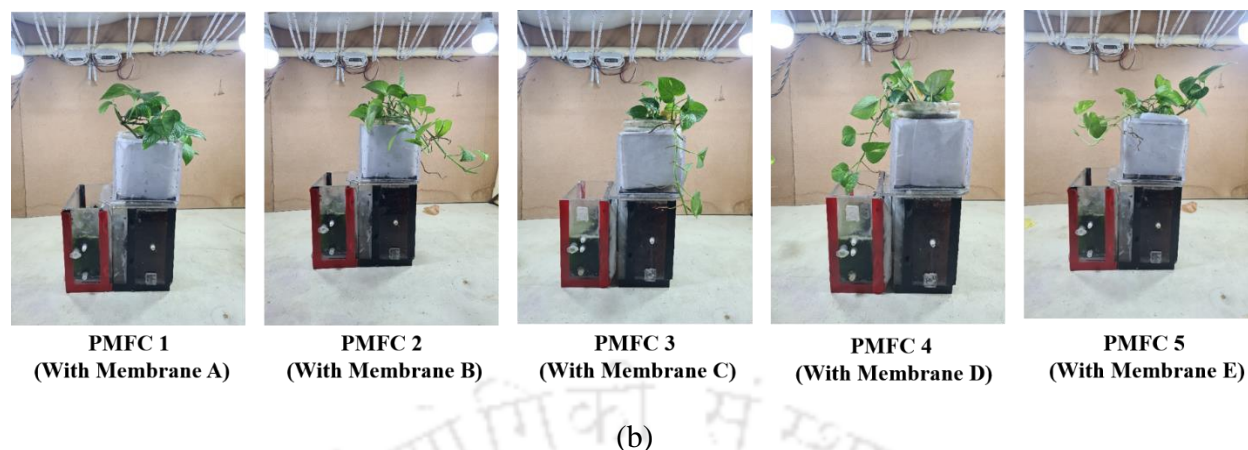 PMFC 1
(With Membrane A)
PMFC 2
(With Membrane B)
PMFC 3
(With Membrane C)
PMFC 4
(With Membrane D)
PMFC 5
(With Membrane E)
(b)